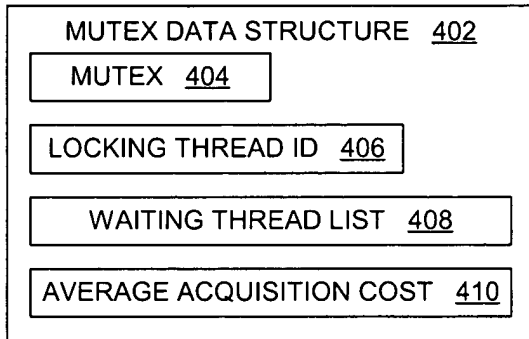 MUTEX DATA STRUCTURE 402
MUTEX 404
LOCKING THREAD ID 406
WAITING THREAD LIST 408
AVERAGE ACQUISITION COST 410